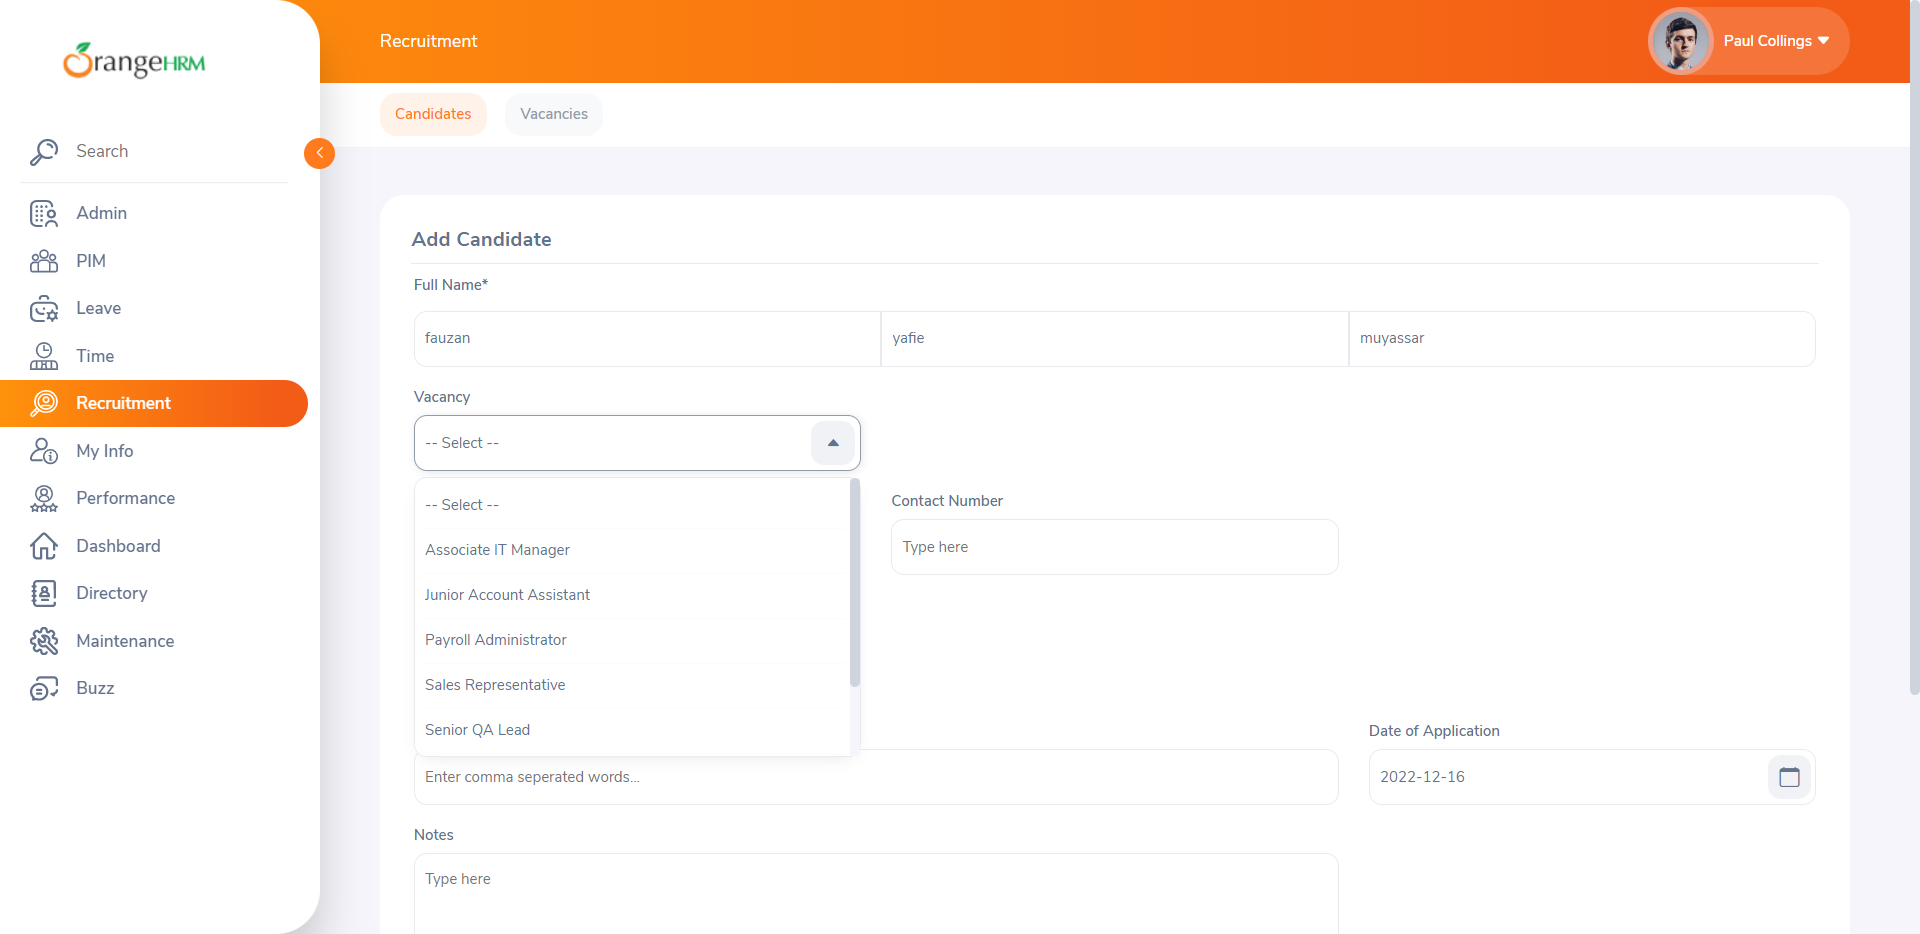 OrangeHRM
Recruitment
Paul Collings
Candidates
Vacancies
Search
Admin
PIM
Leave
Time
Recruitment
My Info
Performance
Dashboard
Directory
Maintenance
Buzz
Add Candidate
Full Name*
fauzan
yafie
muyassar
Vacancy
-- Select --
-- Select --
Associate IT Manager
Junior Account Assistant
Payroll Administrator
Sales Representative
Senior QA Lead
Contact Number
Type here
Enter comma seperated words...
Date of Application
2022-12-16
Notes
Type here